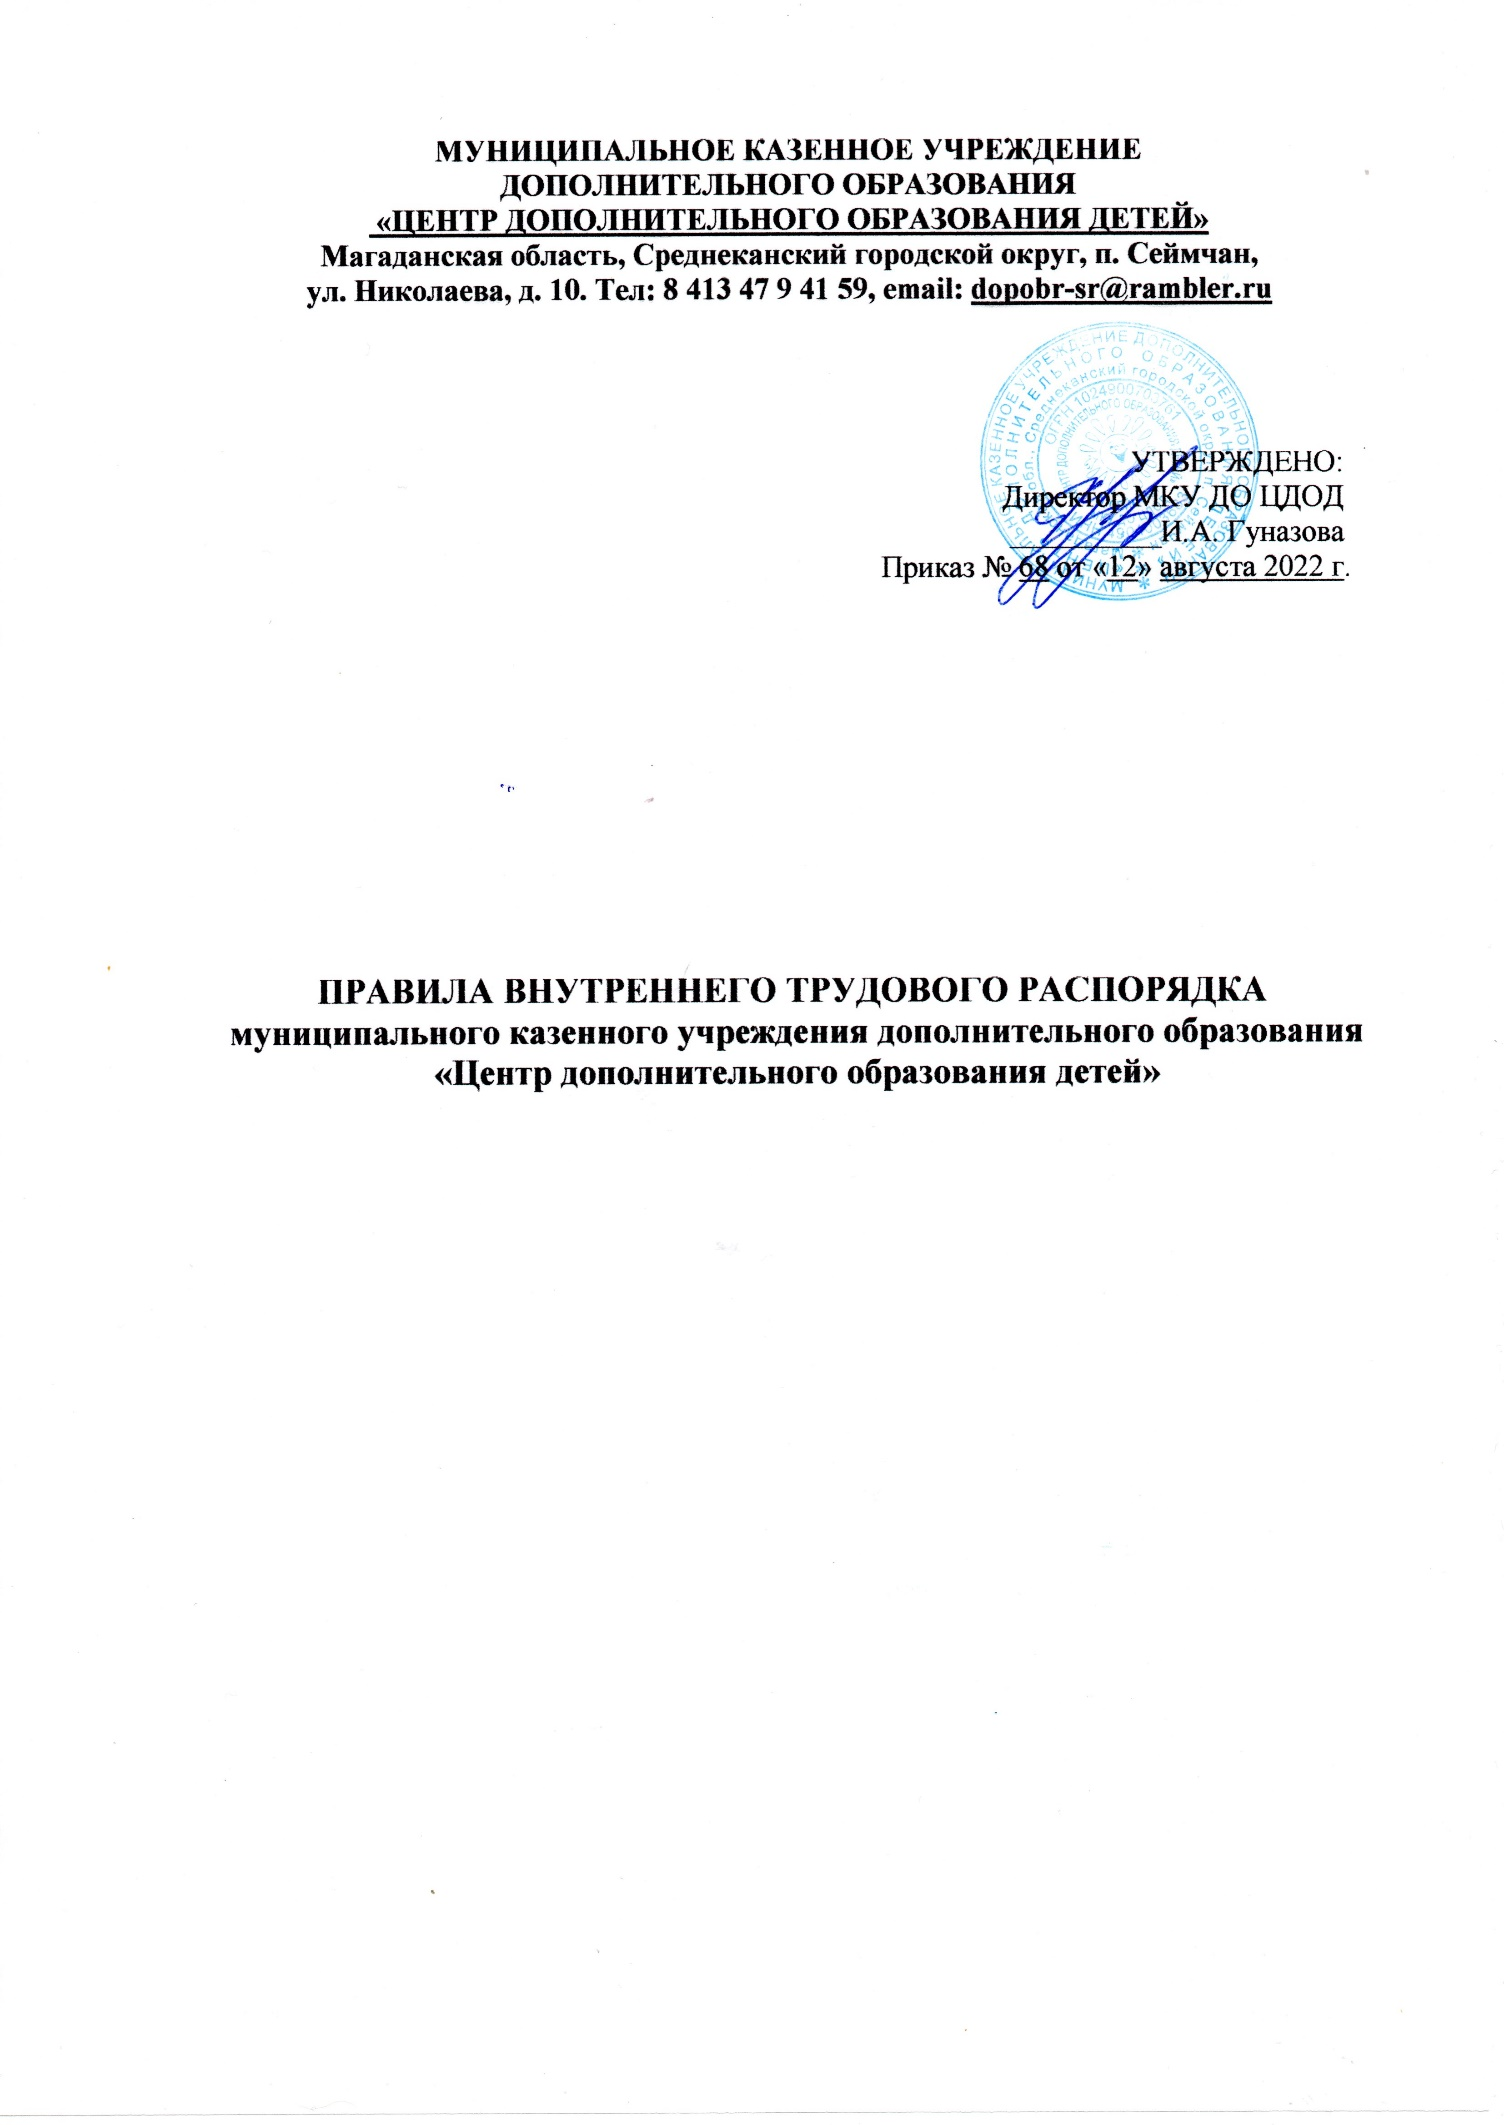 МУНИЦИПАЛЬНОЕ КАЗЕННОЕ УЧРЕЖДЕНИЕ
ДОПОЛНИТЕЛЬНОГО ОБРАЗОВАНИЯ
«ЦЕНТР ДОПОЛНИТЕЛЬНОГО ОБРАЗОВАНИЯ ДЕТЕЙ»
Магаданская область, Среднеканский городской округ, п. Сеймчан,
ул. Николаева, д. 10. Тел: 8 413 47 9 41 59, email: dopobr-sr@rambler.ru
УТВЕРЖДЕНО:
Директор МКУ ДО ЦДОД
__________И.А. Гуназова
Приказ № 68 от «12» августа 2022 г.
ПРАВИЛА ВНУТРЕННЕГО ТРУДОВОГО РАСПОРЯДКА
муниципального казенного учреждения дополнительного образования
«Центр дополнительного образования детей»